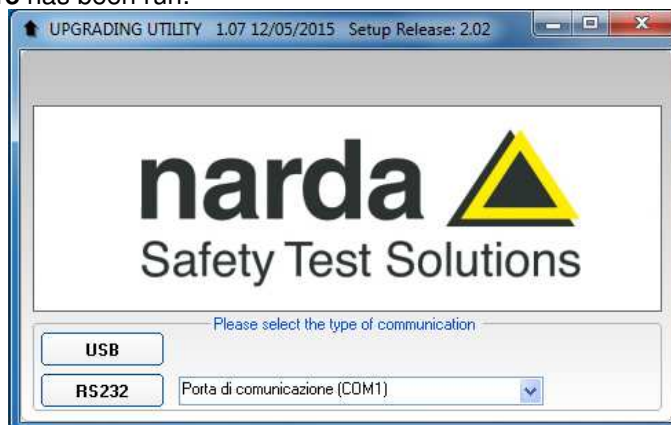 has been run.
UPGRADING UTILITY 1.07 12/05/2015 Setup Release: 2.02
narda
Safety Test Solutions
Please select the type of communication
USB
RS232
Porta di comunicazione (COM1)